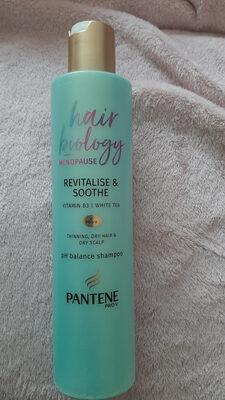 hair
biology
MENOPAUSE
REVITALISE &
SOOTHE
VITAMIN B3 | WHITE TEA
PRO-V
THINNING, DRY HAIR &
DRY SCALP
pH balance shampoo
PANTENE
PRO-V